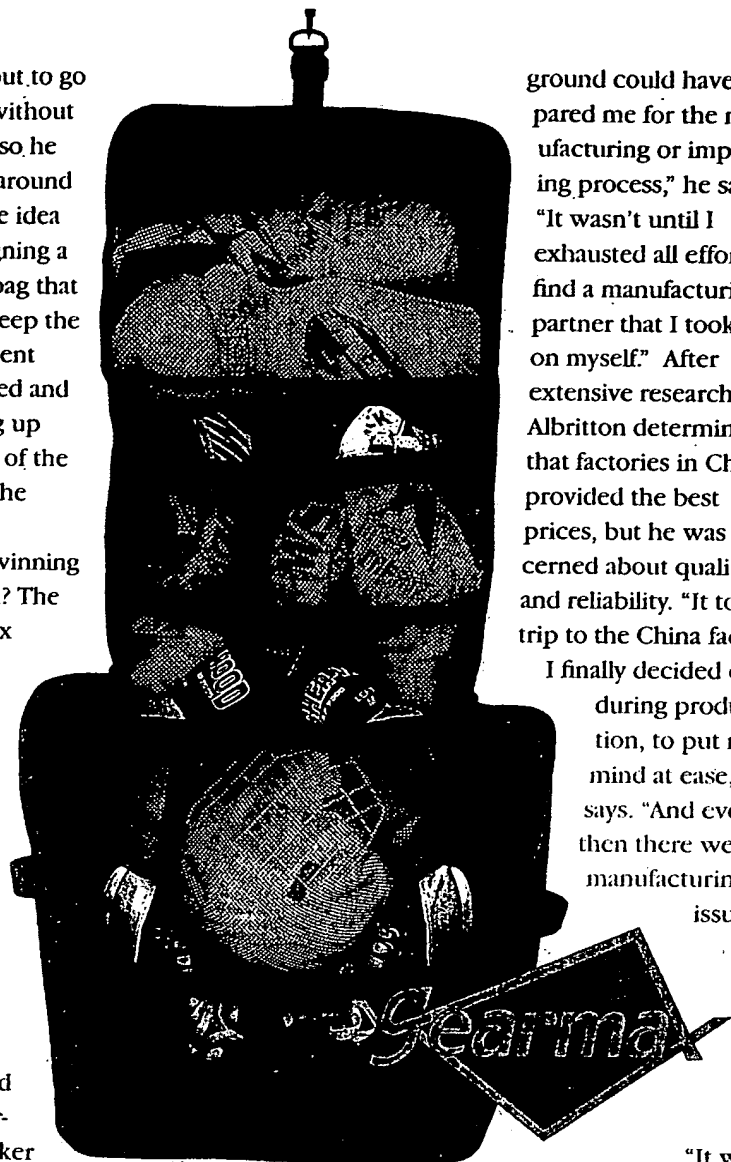 out to go
without
so he
around
e idea
gning a
bag that
eep the
ent
ed and
g up
of the
he
winning
? The
x
d
r-
ker
ground could have
pared me for the m
ufacturing or imp
ing process," he sa
"It wasn't until I
exhausted all effor
find a manufacturi
partner that I took
on myself." After
extensive research
Albritton determin
that factories in Ch
provided the best
prices, but he was
cerned about quali
and reliability. "It to
trip to the China fac
I finally decided o
during produ
tion, to put m
mind at ease,
says. "And eve
then there we
manufacturin
issu
"It w
gearmax